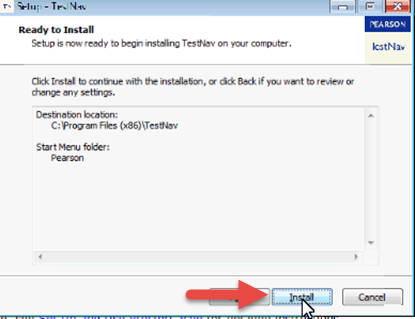 Setup - TestNav
Ready to Install
Setup is now ready to begin installing TestNav on your computer.
PEARSON
TestNav
Click Install to continue with the installation, or click Back if you want to review or
change any settings.
Destination location:
C:\Program Files (x86)\TestNav
Start Menu folder:
Pearson
Install
Cancel